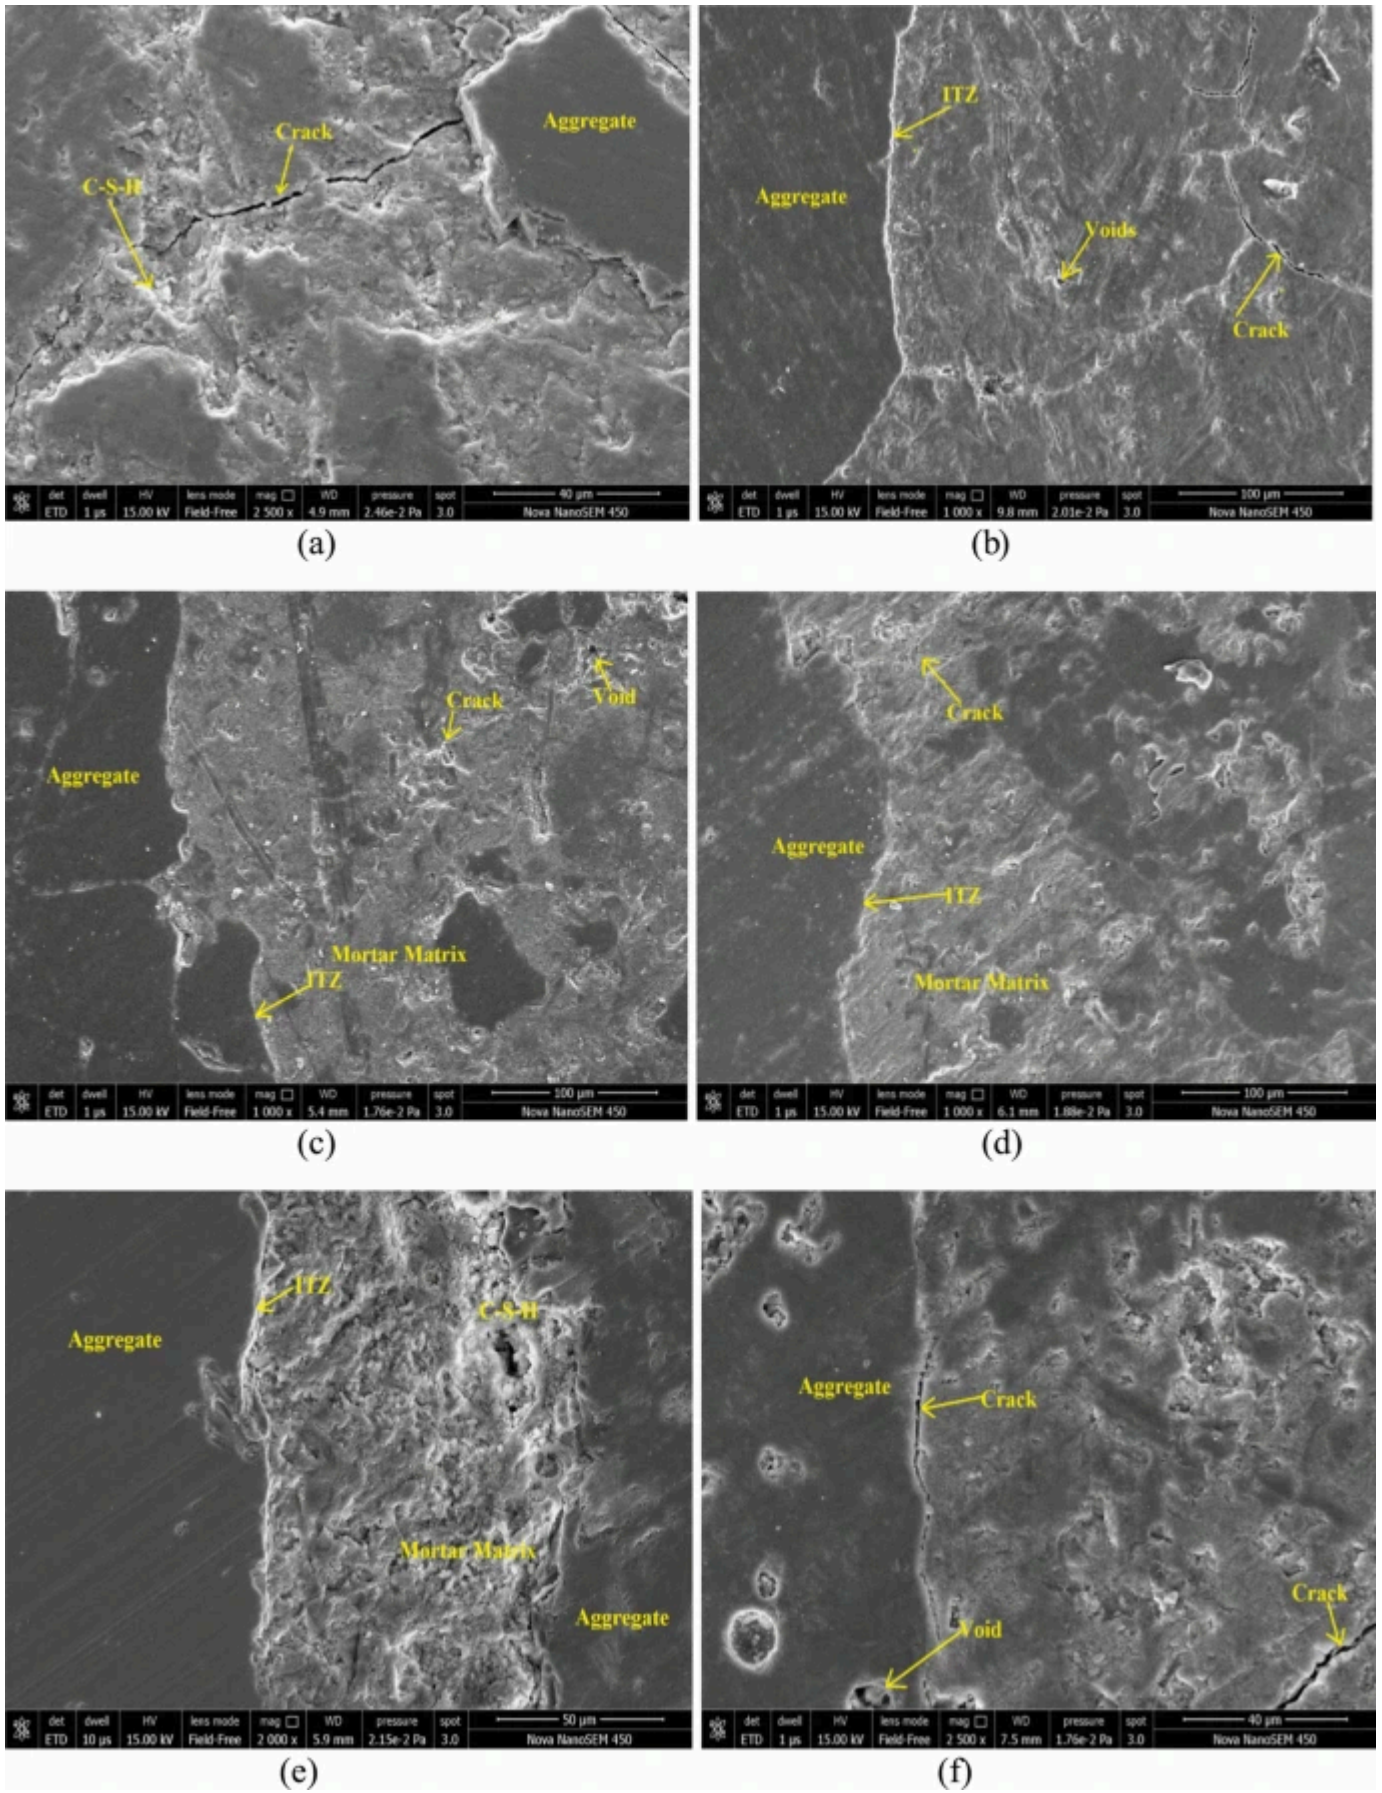 Aggregate
Crack
C-S-H
det dwell HV lens mode mag WD pressure spot 40 µm
ETD 1 µs 15.00 kV Field-Free 2 500 x 4.9 mm 2.46e-2 Pa 3.0 Nova NanoSEM 450
(a)
ITZ
Aggregate
Voids
Crack
det dwell HV lens mode mag WD pressure spot 100 µm
ETD 1 µs 15.00 kV Field-Free 1 000 x 9.8 mm 2.01e-2 Pa 3.0 Nova NanoSEM 450
(b)
Void
Crack
Aggregate
Mortar Matrix
ITZ
det dwell HV lens mode mag WD pressure spot 100 µm
ETD 1 µs 15.00 kV Field-Free 1 000 x 5.4 mm 1.76e-2 Pa 3.0 Nova NanoSEM 450
(c)
Crack
Aggregate
ITZ
Mortar Matrix
det dwell HV lens mode mag WD pressure spot 100 µm
ETD 1 µs 15.00 kV Field-Free 1 000 x 6.1 mm 1.88e-2 Pa 3.0 Nova NanoSEM 450
(d)
ITZ
C-S-H
Aggregate
Mortar Matrix
Aggregate
det dwell HV lens mode mag WD pressure spot 50 µm
ETD 10 µs 15.00 kV Field-Free 2 000 x 5.9 mm 2.15e-2 Pa 3.0 Nova NanoSEM 450
(e)
Aggregate
Crack
Crack
Void
det dwell HV lens mode mag WD pressure spot 40 µm
ETD 1 µs 15.00 kV Field-Free 2 500 x 7.5 mm 1.76e-2 Pa 3.0 Nova NanoSEM 450
(f)